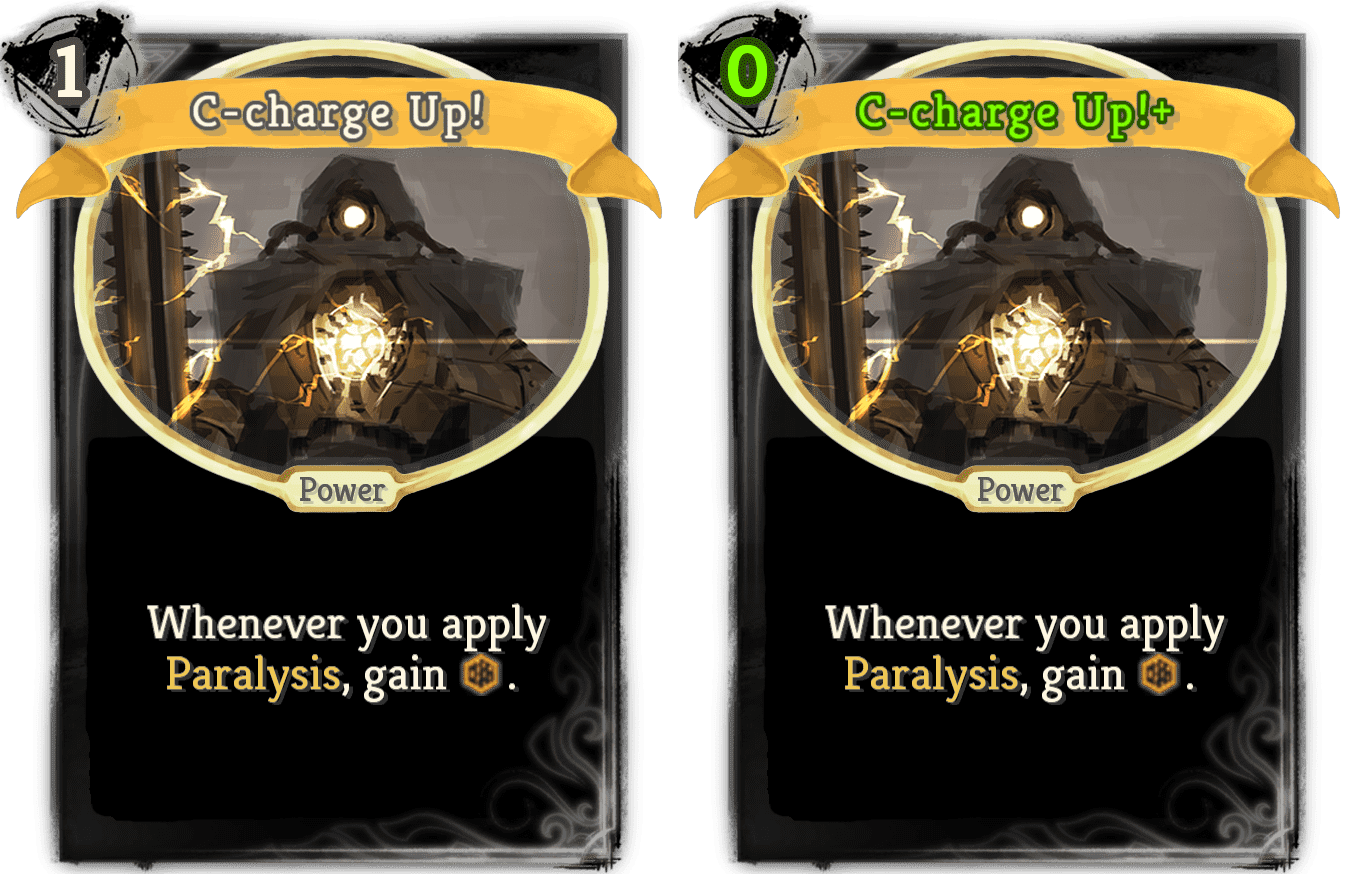 1
C-charge Up!
Power
Whenever you apply
Paralysis, gain .
0
C-charge Up!+
Power
Whenever you apply
Paralysis, gain .